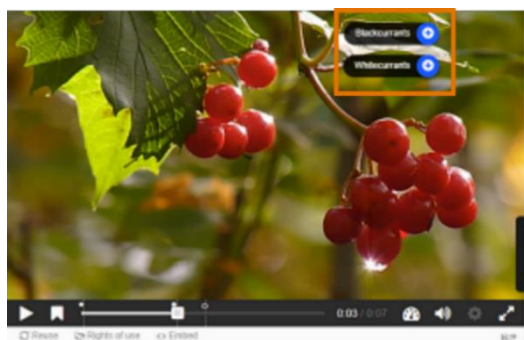 Blackcurrants
Whitecurrants
0:03 / 0:07
Reuse Rights of use Embed